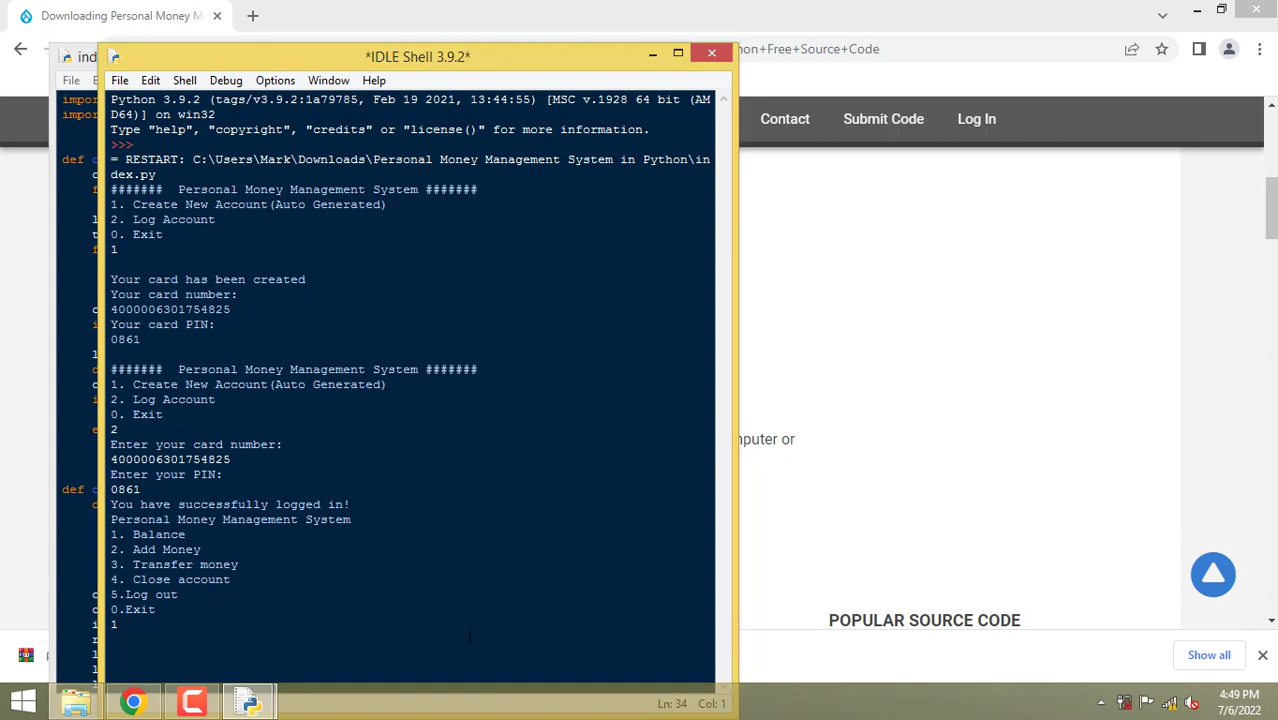 Downloading Personal Money M
hon+Free+Source+Code
ind
*IDLE Shell 3.9.2*
File
File Edit Shell Debug Options Window Help
Contact Submit Code Log In
impor
impor
def
def
Python 3.9.2 (tags/v3.9.2:1a79785, Feb 19 2021, 13:44:55) [MSC v.1928 64 bit (AM
D64)] on win32
Type "help", "copyright", "credits" or "license()" for more information.
>>>
= RESTART: C:\Users\Mark\Downloads\Personal Money Management System in Python\in
dex.py
####### Personal Money Management System #######
1. Create New Account(Auto Generated)
2. Log Account
0. Exit
1
Your card has been created
Your card number:
4000006301754825
Your card PIN:
0861
####### Personal Money Management System #######
1. Create New Account(Auto Generated)
2. Log Account
0. Exit
2
Enter your card number:
4000006301754825
Enter your PIN:
0861
You have successfully logged in!
Personal Money Management System
1. Balance
2. Add Money
3. Transfer money
4. Close account
5.Log out
0.Exit
1
Ln: 34 Col: 1
mputer or
POPULAR SOURCE CODE
Show all
4:49 PM
7/6/2022